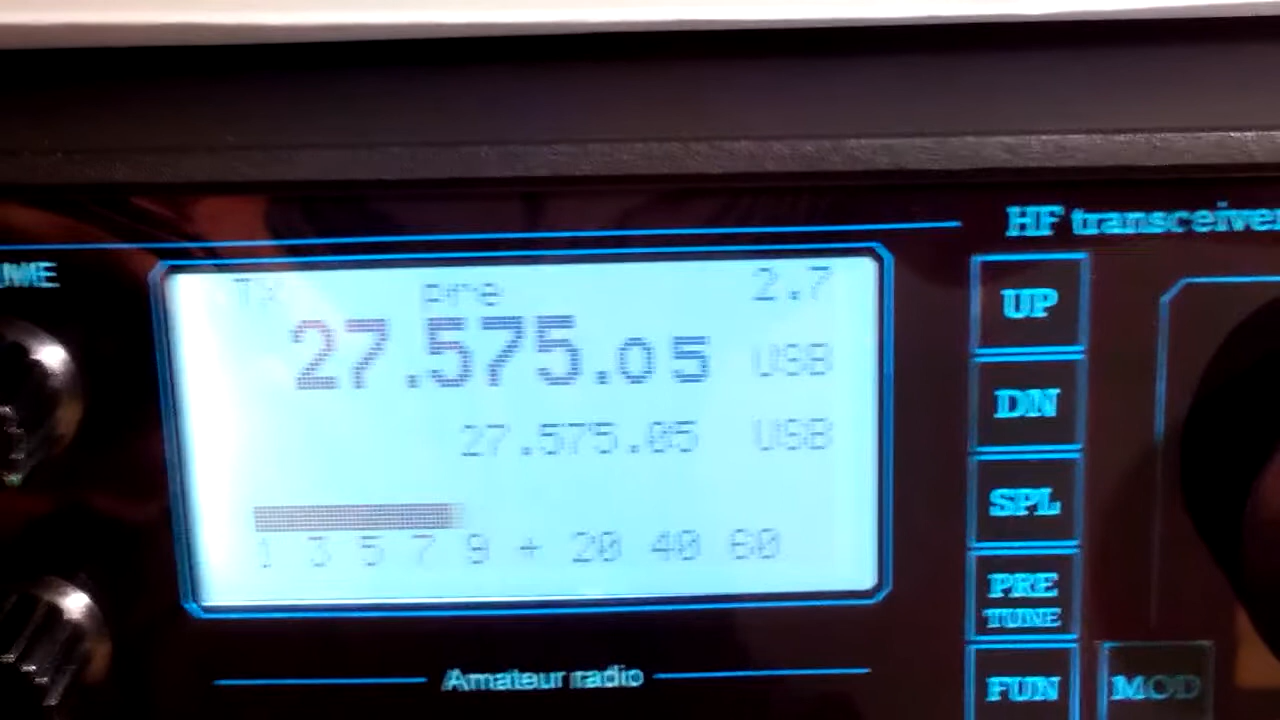 HF transceiver
UME
Tx pre 2.7
27.575.05 USB
27.575.05 USB
1 3 5 7 9 + 20 40 60
UP
DN
SPL
PRE
TUNE
FUN
MOD
Amateur radio